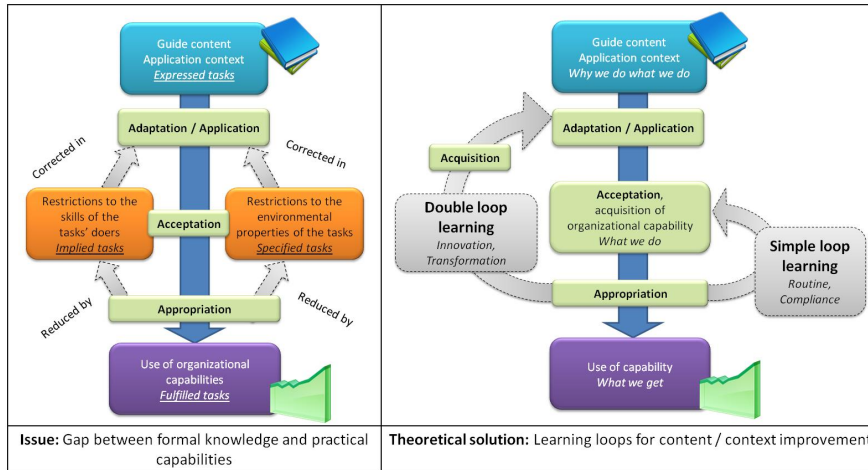 Guide content
Application context
Expressed tasks
Adaptation / Application
Corrected in
Corrected in
Restrictions to the
skills of the
tasks' doers
Implied tasks
Acceptation
Restrictions to the
environmental
properties of the tasks
Specified tasks
Reduced by
Appropriation
Reduced by
Use of organizational
capabilities
Fulfilled tasks
Issue: Gap between formal knowledge and practical
capabilities
Guide content
Application context
Why we do what we do
Adaptation / Application
Acquisition
Double loop
learning
Innovation,
Transformation
Acceptation,
acquisition of
organizational capability
What we do
Simple loop
learning
Routine,
Compliance
Appropriation
Use of capability
What we get
Theoretical solution: Learning loops for content / context improvement